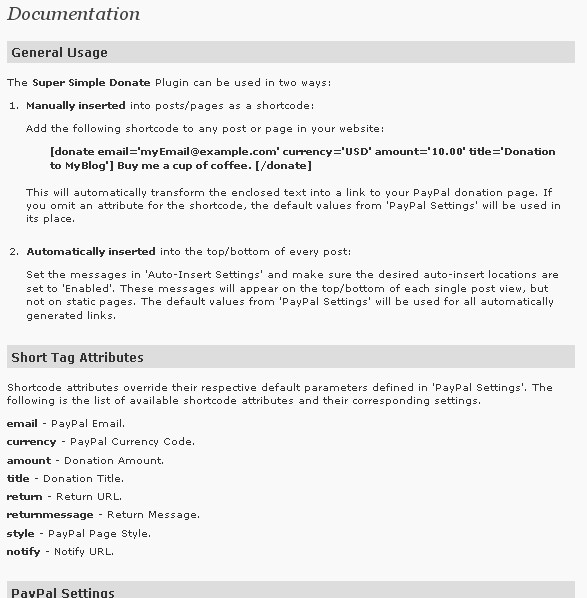 Documentation
General Usage
The Super Simple Donate Plugin can be used in two ways:
1. Manually inserted into posts/pages as a shortcode:
Add the following shortcode to any post or page in your website:
[donate email='myEmail@example.com' currency='USD' amount='10.00' title='Donation
to MyBlog'] Buy me a cup of coffee. [/donate]
This will automatically transform the enclosed text into a link to your PayPal donation page. If
you omit an attribute for the shortcode, the default values from 'PayPal Settings' will be used in
its place.
2. Automatically inserted into the top/bottom of every post:
Set the messages in 'Auto-Insert Settings' and make sure the desired auto-insert locations are
set to 'Enabled'. These messages will appear on the top/bottom of each single post view, but
not on static pages. The default values from 'PayPal Settings' will be used for all automatically
generated links.
Short Tag Attributes
Shortcode attributes override their respective default parameters defined in 'PayPal Settings'. The
following is the list of available shortcode attributes and their corresponding settings.
email - PayPal Email.
currency - PayPal Currency Code.
amount - Donation Amount.
title - Donation Title.
return - Return URL.
returnmessage - Return Message.
style - PayPal Page Style.
notify - Notify URL.
PayPal Settings